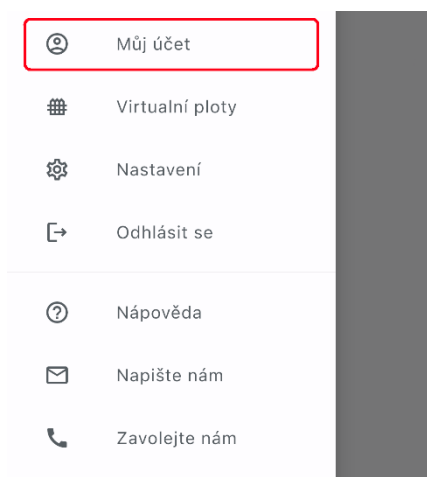 Můj účet
Virtualní ploty
Nastavení
Odhlásit se
Nápověda
Napište nám
Zavolejte nám